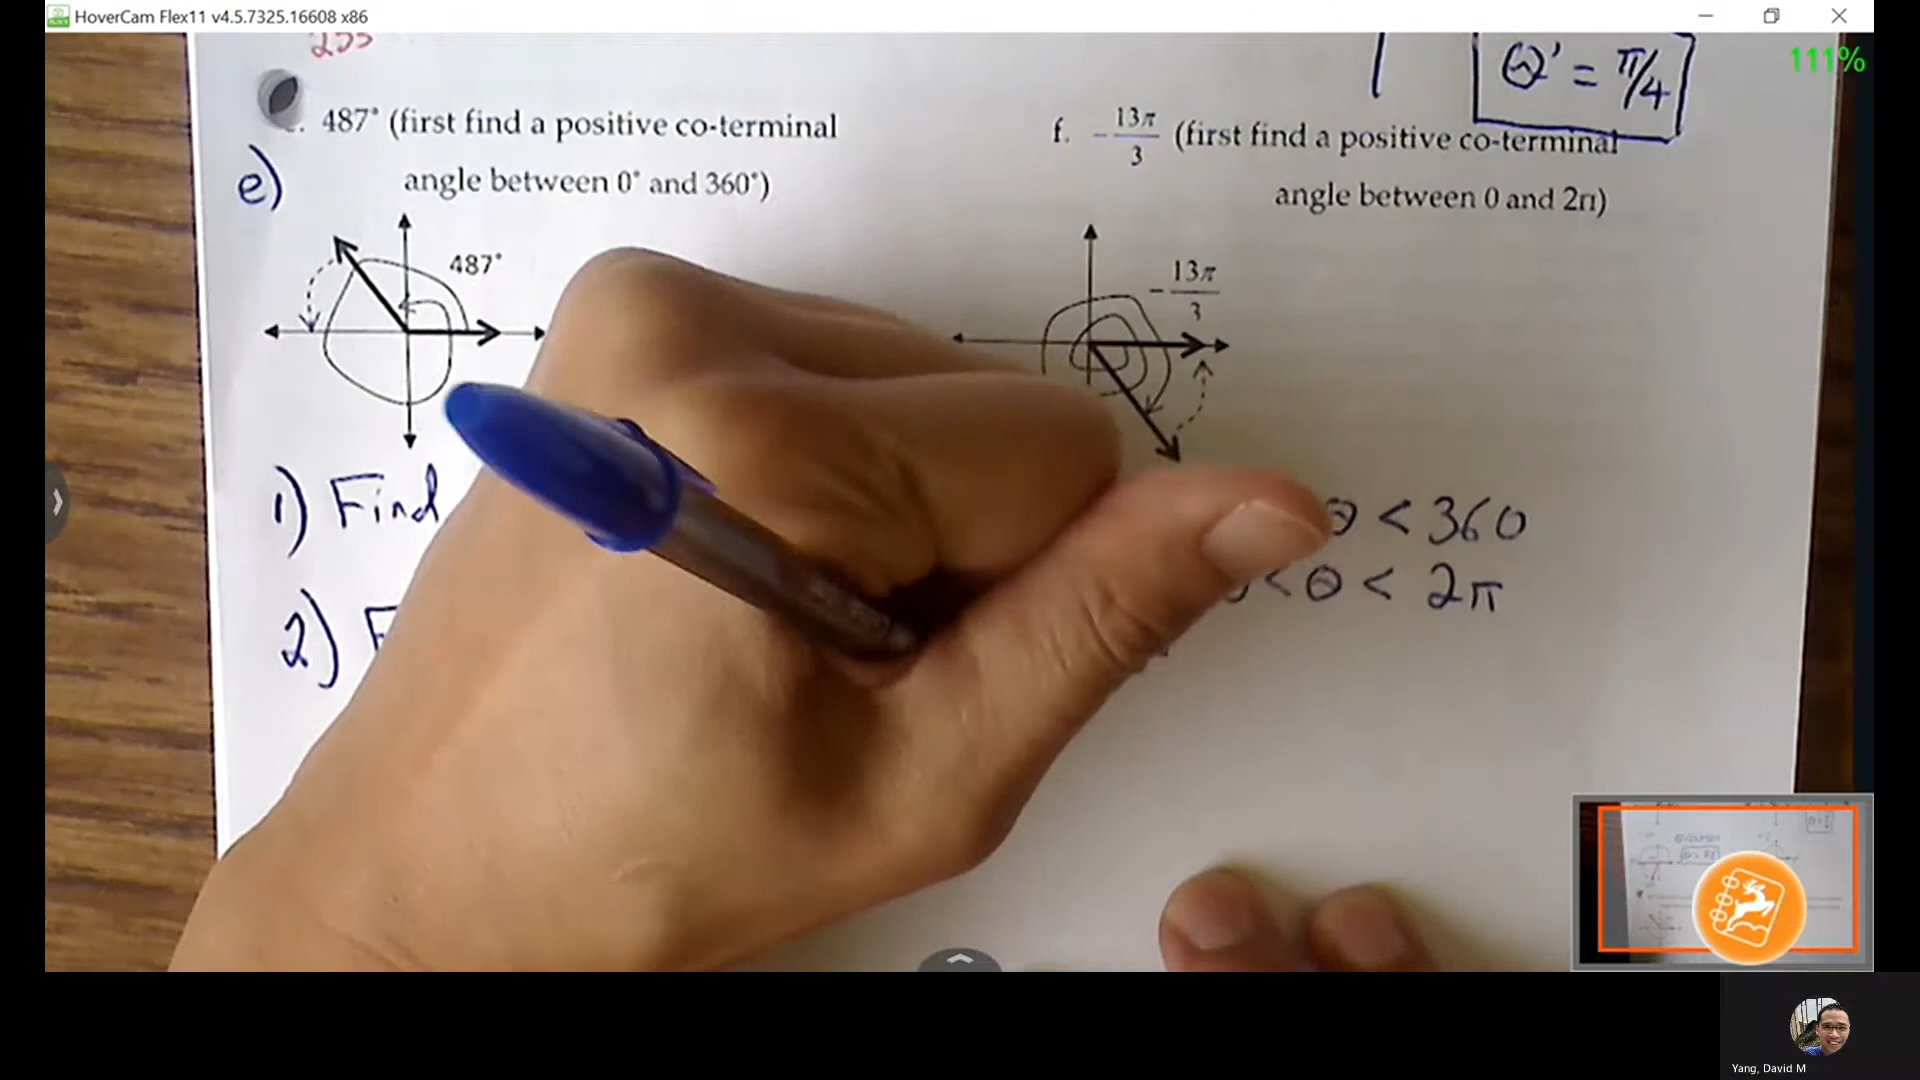 HoverCam Flex11 v4.5.7325.16608 x86
111%
θ' = π/4
487° (first find a positive co-terminal
angle between 0° and 360°)
e)
487°
f. -13π/3 (first find a positive co-terminal
angle between 0 and 2π)
-13π/3
1) Find
θ < 360
< θ < 2π
2)
Yang, David M